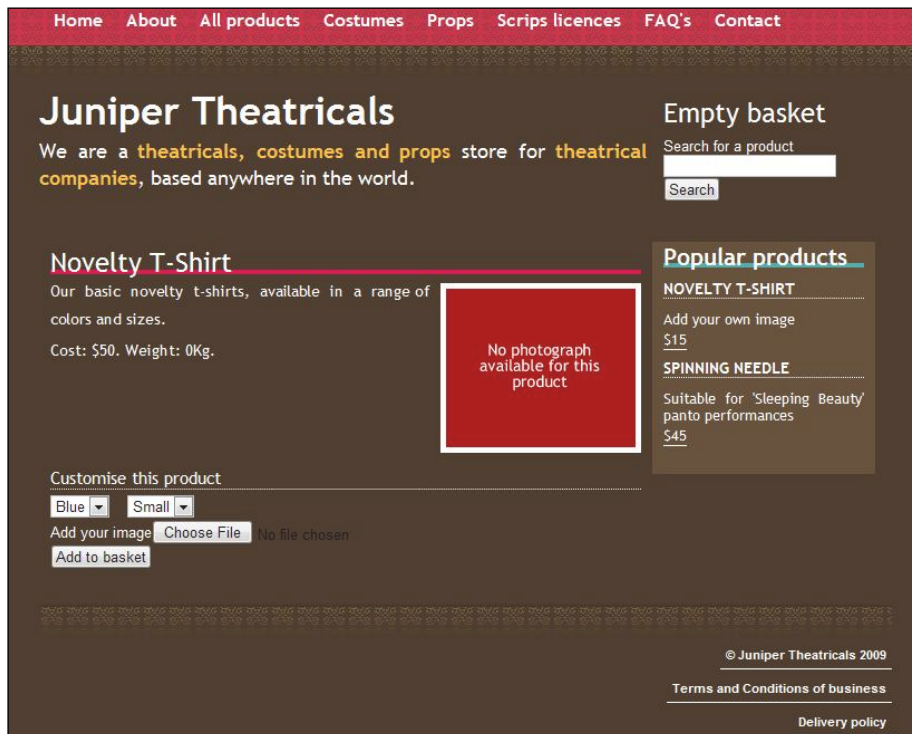 Home About All products Costumes Props Scrips licences FAQ's Contact
Juniper Theatricals
We are a theatricals, costumes and props store for theatrical
companies, based anywhere in the world.
Empty basket
Search for a product
Search
Novelty T-Shirt
Our basic novelty t-shirts, available in a range of
colors and sizes.
Cost: $50. Weight: 0Kg.
No photograph
available for this
product
Popular products
NOVELTY T-SHIRT
Add your own image
$15
SPINNING NEEDLE
Suitable for 'Sleeping Beauty'
panto performances
$45
Customise this product
Blue Small
Add your image Choose File No file chosen
Add to basket
© Juniper Theatricals 2009
Terms and Conditions of business
Delivery policy